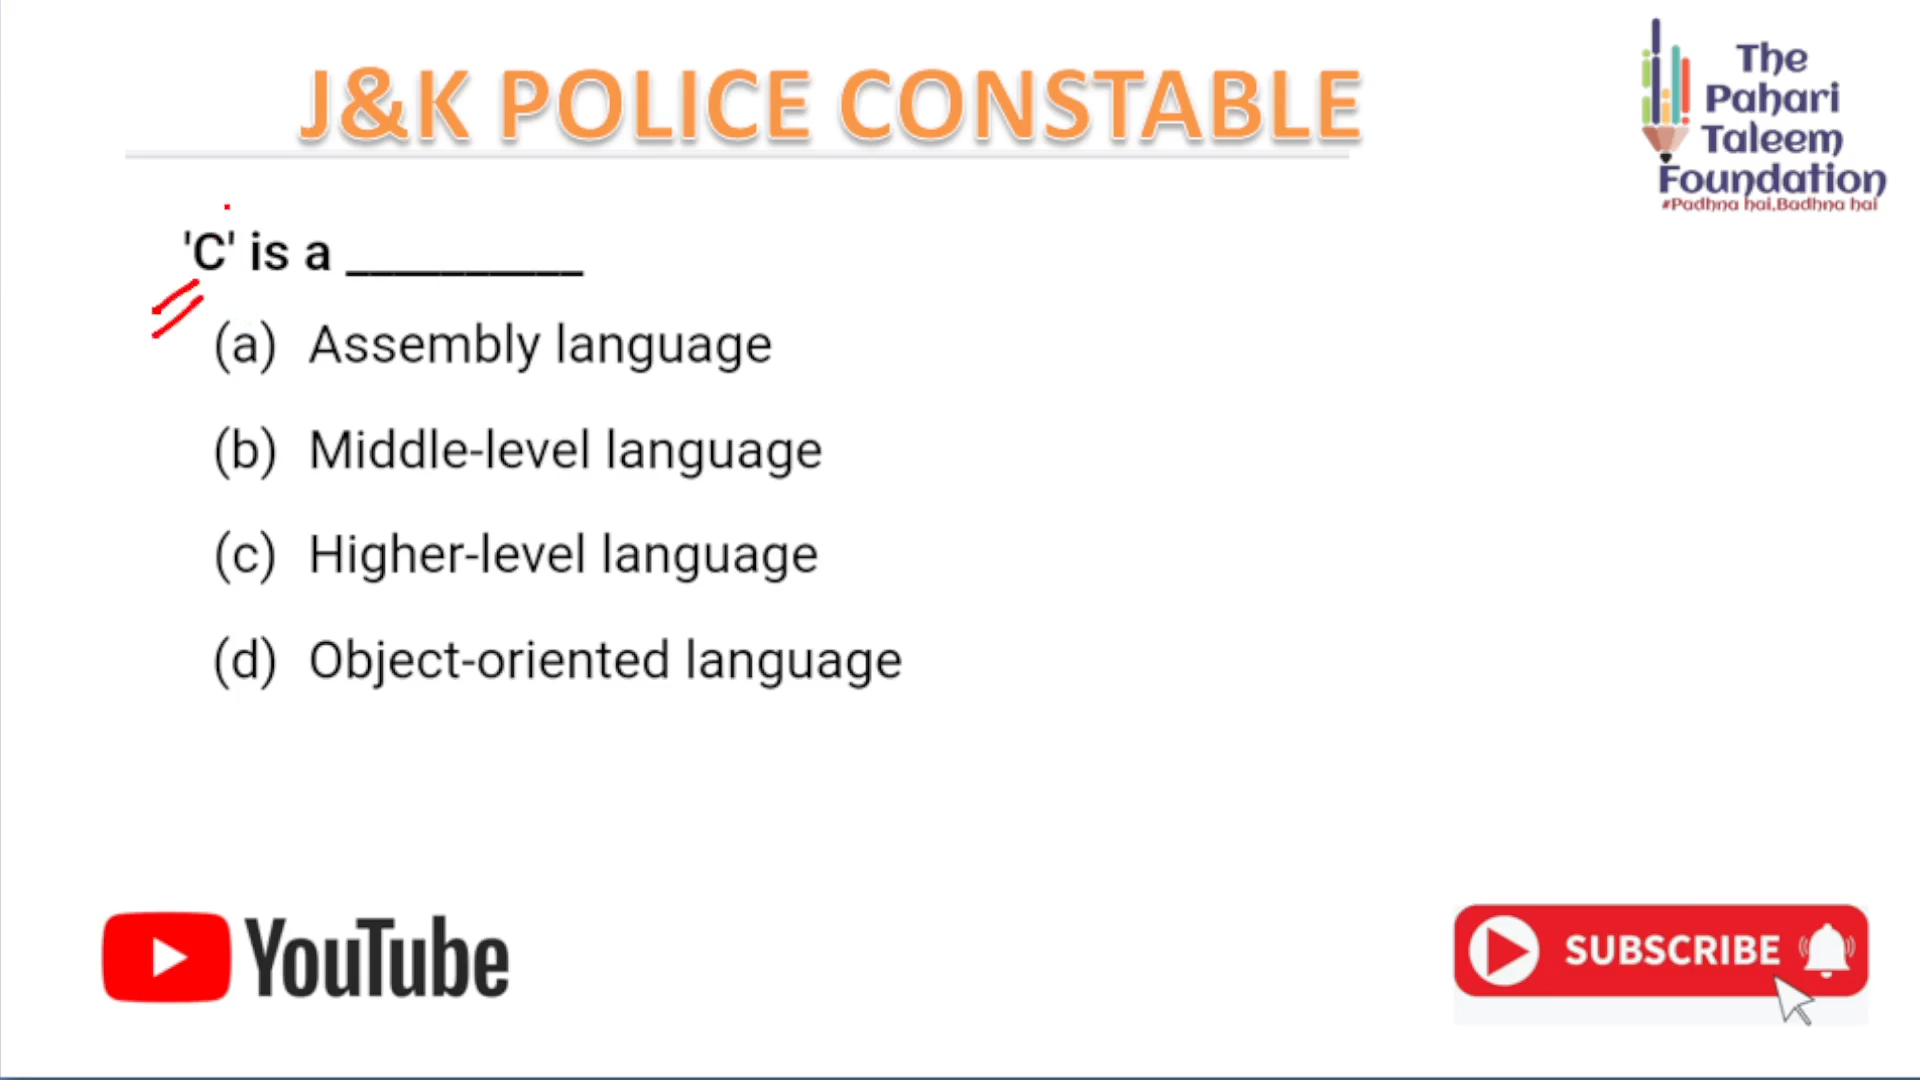 J&K POLICE CONSTABLE
The
Pahari
Taleem
Foundation
#Padhna hai,Badhna hai
'C' is a __________
(a) Assembly language
(b) Middle-level language
(c) Higher-level language
(d) Object-oriented language
YouTube
SUBSCRIBE